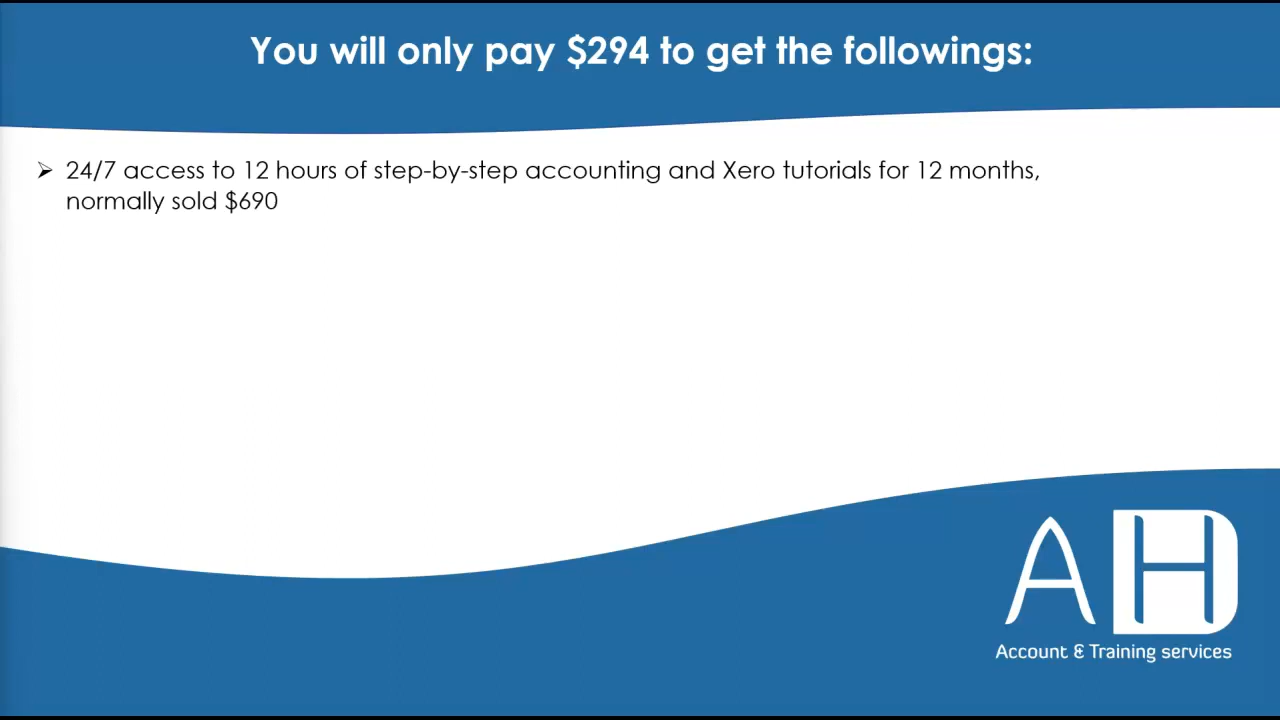 You will only pay $294 to get the followings:
➢ 24/7 access to 12 hours of step-by-step accounting and Xero tutorials for 12 months,
normally sold $690
AHD
Account & Training services